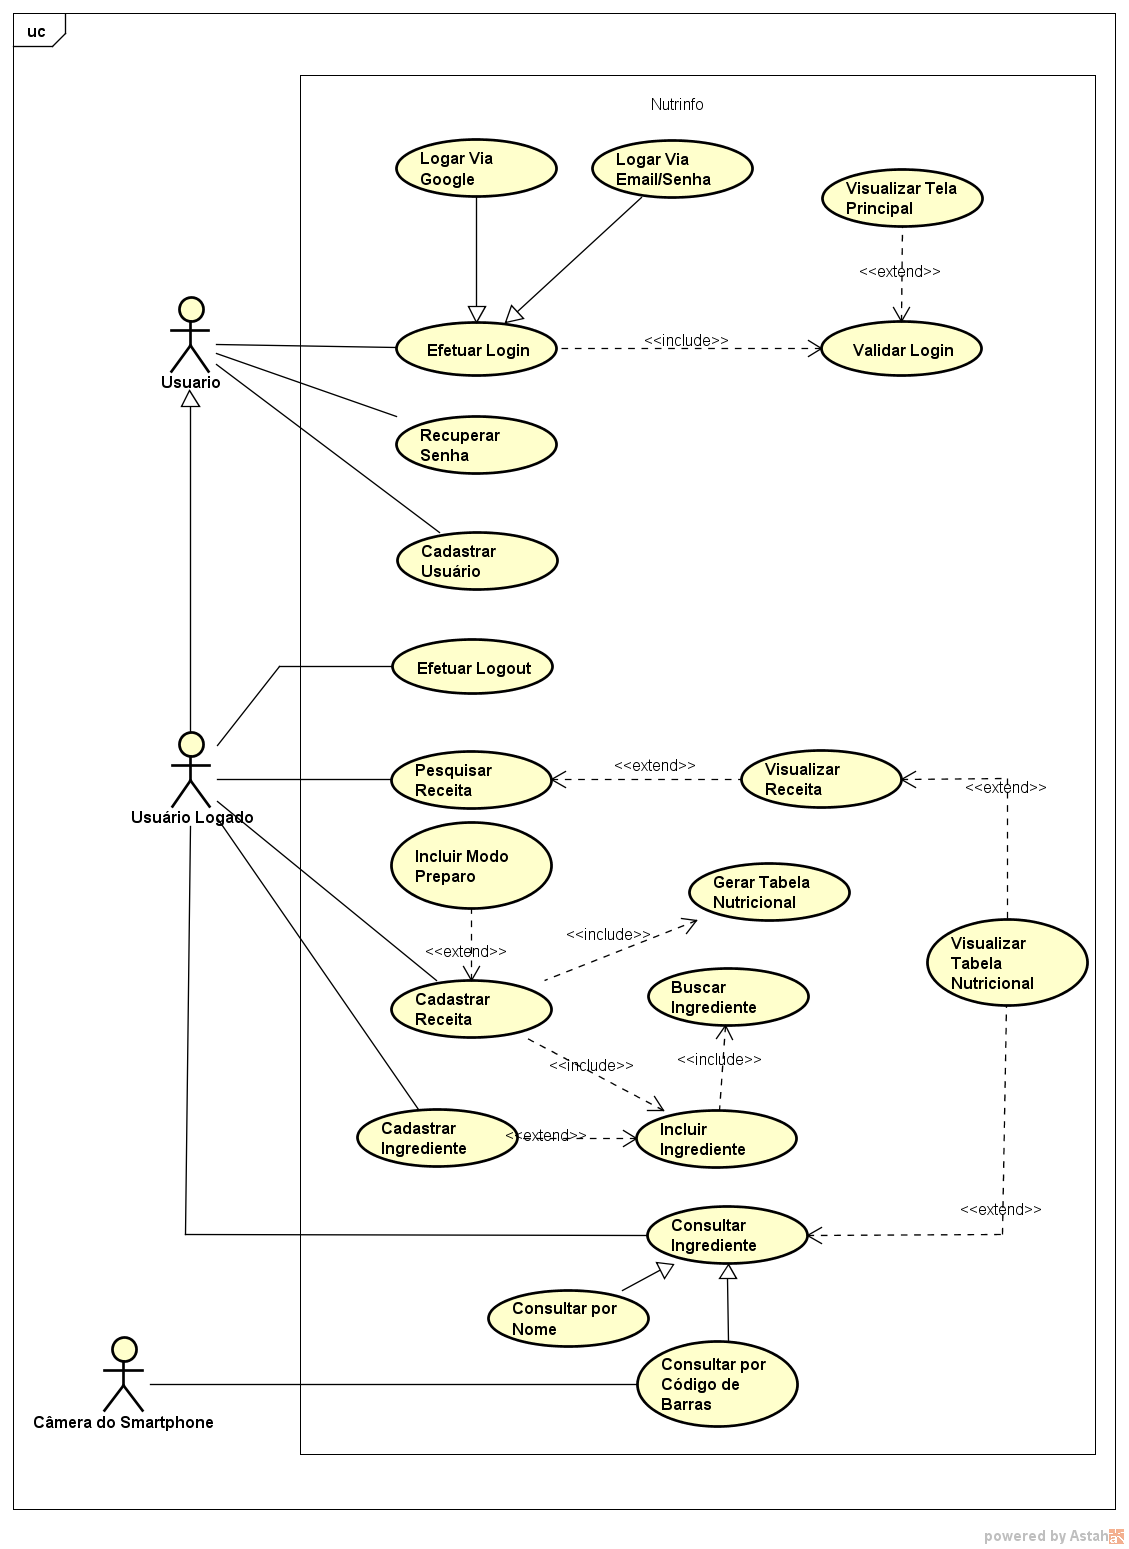 uc
Nutrinfo
Logar Via
Google
Logar Via
Email/Senha
Visualizar Tela
Principal
<<extend>>
Usuario
Efetuar Login
<<include>>
Validar Login
Recuperar
Senha
Cadastrar
Usuário
Efetuar Logout
Usuário Logado
Pesquisar
Receita
<<extend>>
Visualizar
Receita
<<extend>>
Incluir Modo
Preparo
Gerar Tabela
Nutricional
<<extend>>
<<include>>
Visualizar
Tabela
Nutricional
Cadastrar
Receita
Buscar
Ingrediente
<<include>>
<<include>>
Cadastrar
Ingrediente
<<extend>>
Incluir
Ingrediente
Consultar
Ingrediente
<<extend>>
Consultar por
Nome
Câmera do Smartphone
Consultar por
Código de
Barras
powered by Astah